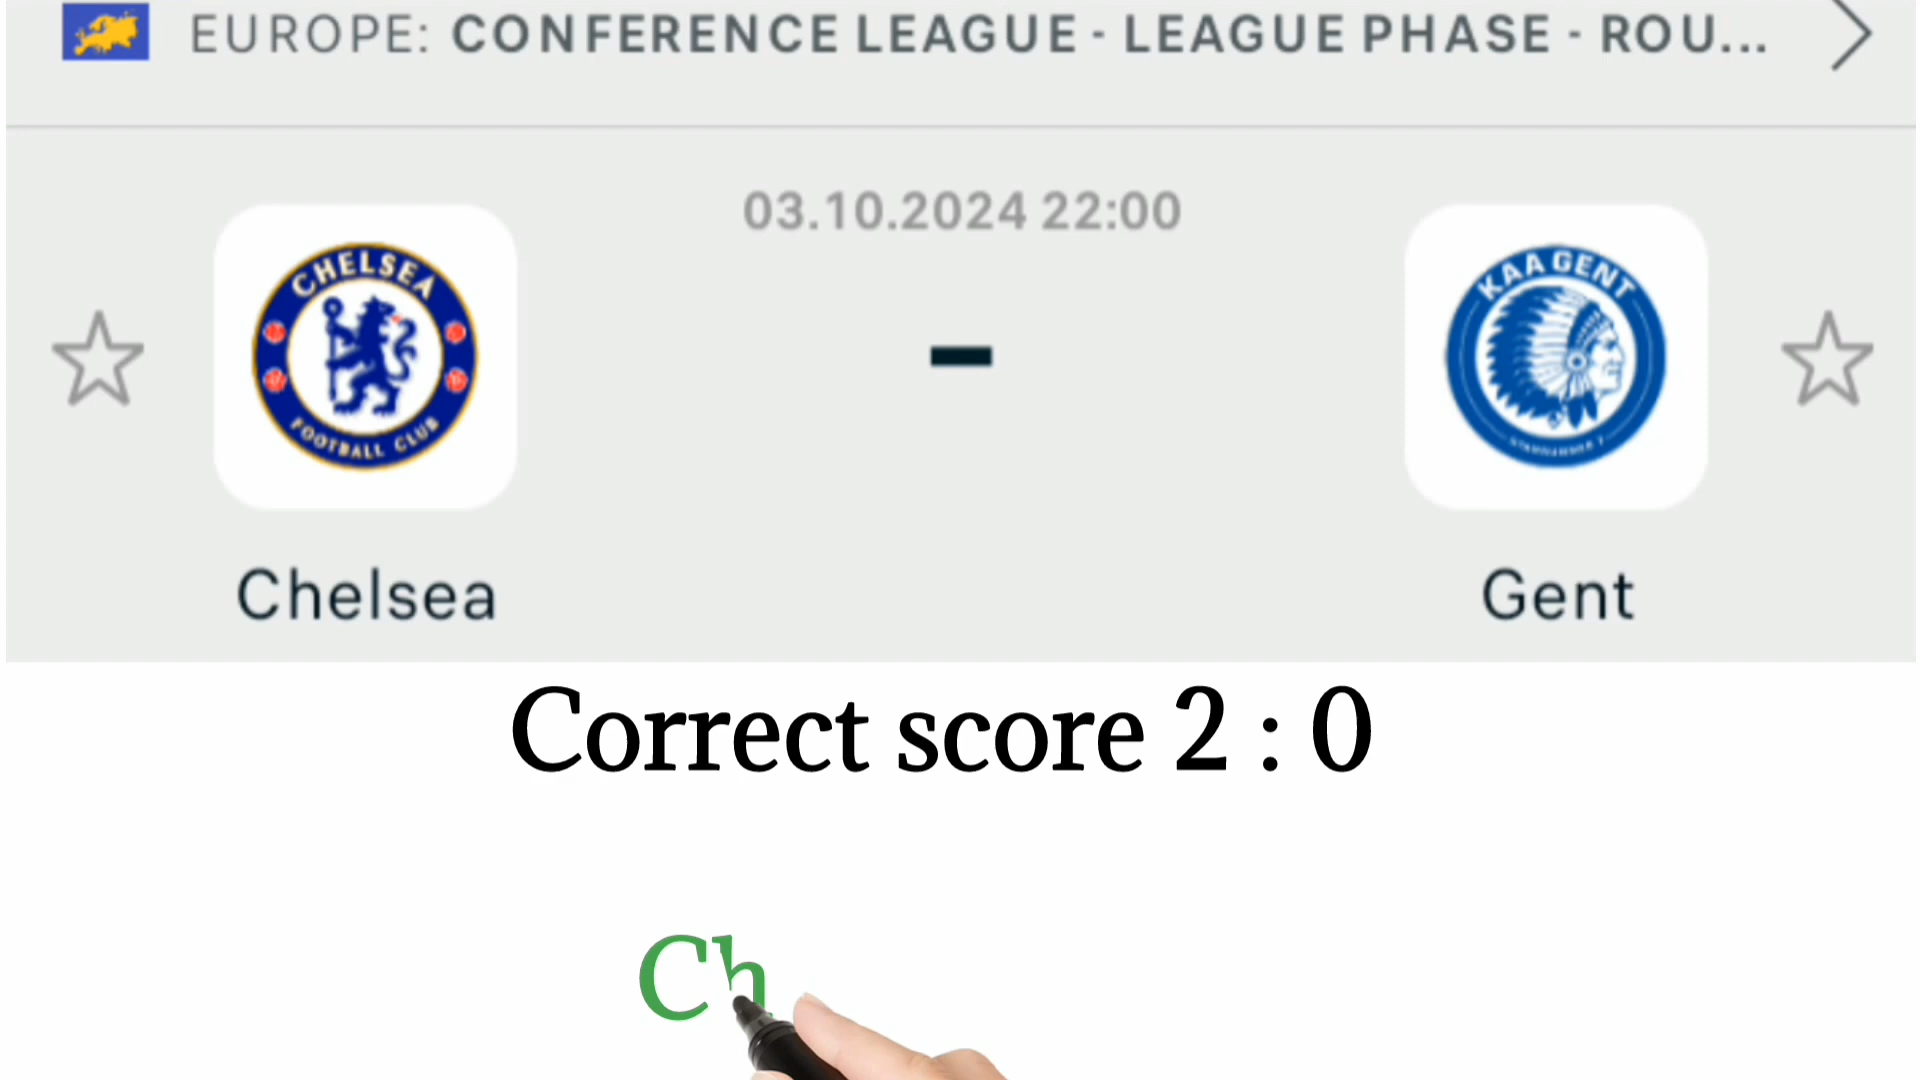 EUROPE: CONFERENCE LEAGUE - LEAGUE PHASE - ROU...
03.10.2024 22:00
CHELSEA
FOOTBALL CLUB
KAA GENT
-
Chelsea
Gent
Correct score 2 : 0
Ch